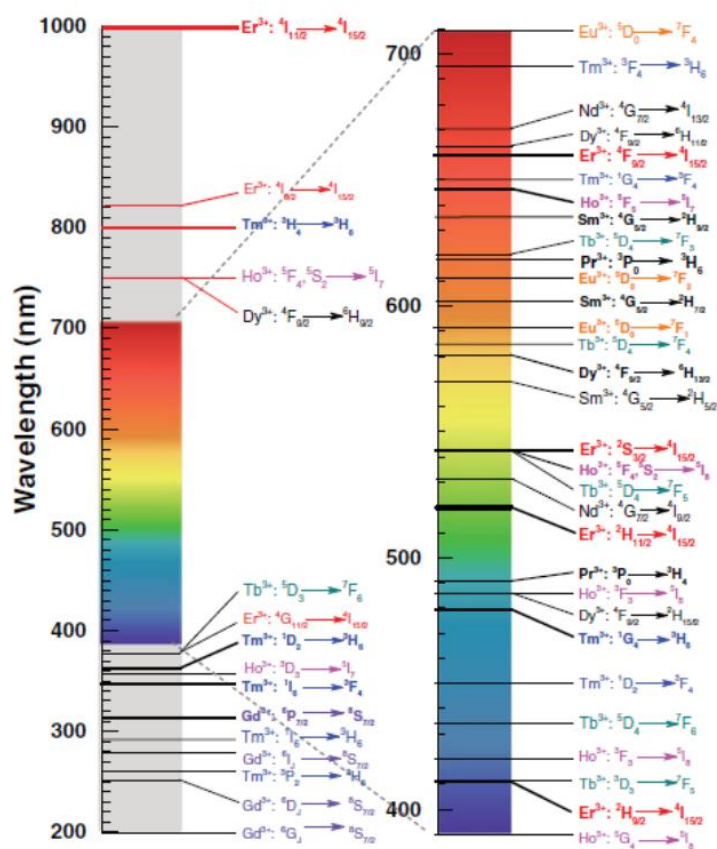 Wavelength (nm)
1000
900
800
700
600
500
400
300
200
Er³⁺: ⁴I₁₁/₂ → ⁴I₁₅/₂
Er³⁺: ⁴I₉/₂ → ⁴I₁₅/₂
Tm³⁺: ³H₄ → ³H₆
Ho³⁺: ⁵F₄, ⁵S₂ → ⁵I₇
Dy³⁺: ⁴F₉/₂ → ⁶H₉/₂
Tb³⁺: ⁵D₃ → ⁷F₆
Er³⁺: ⁴G₁₁/₂ → ⁴I₁₅/₂
Tm³⁺: ¹D₂ → ³H₆
Ho³⁺: ³D₃ → ⁵I₇
Tm³⁺: ¹I₆ → ³F₄
Gd³⁺: ⁶P₇/₂ → ⁸S₇/₂
Tm³⁺: ¹I₆ → ³H₆
Gd³⁺: ⁶I_J → ⁸S₇/₂
Tm³⁺: ³P₂ → ³H₆
Gd³⁺: ⁶D_J → ⁸S₇/₂
Gd³⁺: ⁶G_J → ⁸S₇/₂
700
600
500
400
Eu³⁺: ⁵D₀ → ⁷F₄
Tm³⁺: ³F₄ → ³H₆
Nd³⁺: ⁴G₇/₂ → ⁴I₁₃/₂
Dy³⁺: ⁴F₉/₂ → ⁶H₁₁/₂
Er³⁺: ⁴F₉/₂ → ⁴I₁₅/₂
Tm³⁺: ¹G₄ → ³F₄
Ho³⁺: ⁵F₅ → ⁵I₇
Sm³⁺: ⁴G₅/₂ → ²H₉/₂
Tb³⁺: ⁵D₄ → ⁷F₃
Pr³⁺: ³P₀ → ³H₆
Eu³⁺: ⁵D₀ → ⁷F₂
Sm³⁺: ⁴G₅/₂ → ²H₇/₂
Eu³⁺: ⁵D₀ → ⁷F₁
Tb³⁺: ⁵D₄ → ⁷F₄
Dy³⁺: ⁴F₉/₂ → ⁶H₁₃/₂
Sm³⁺: ⁴G₅/₂ → ²H₅/₂
Er³⁺: ²S₃/₂ → ⁴I₁₅/₂
Ho³⁺: ⁵F₄, ⁵S₂ → ⁵I₈
Tb³⁺: ⁵D₄ → ⁷F₅
Nd³⁺: ⁴G₇/₂ → ⁴I₉/₂
Er³⁺: ²H₁₁/₂ → ⁴I₁₅/₂
Pr³⁺: ³P₀ → ³H₄
Ho³⁺: ⁵F₃ → ⁵I₈
Dy³⁺: ⁴F₉/₂ → ²H₁₅/₂
Tm³⁺: ¹G₄ → ³H₆
Tm³⁺: ¹D₂ → ³F₄
Tb³⁺: ⁵D₄ → ⁷F₆
Ho³⁺: ⁵F₃ → ⁵I₈
Tb³⁺: ⁵D₃ → ⁷F₅
Er³⁺: ²H₉/₂ → ⁴I₁₅/₂
Ho³⁺: ⁵G₄ → ⁵I₈